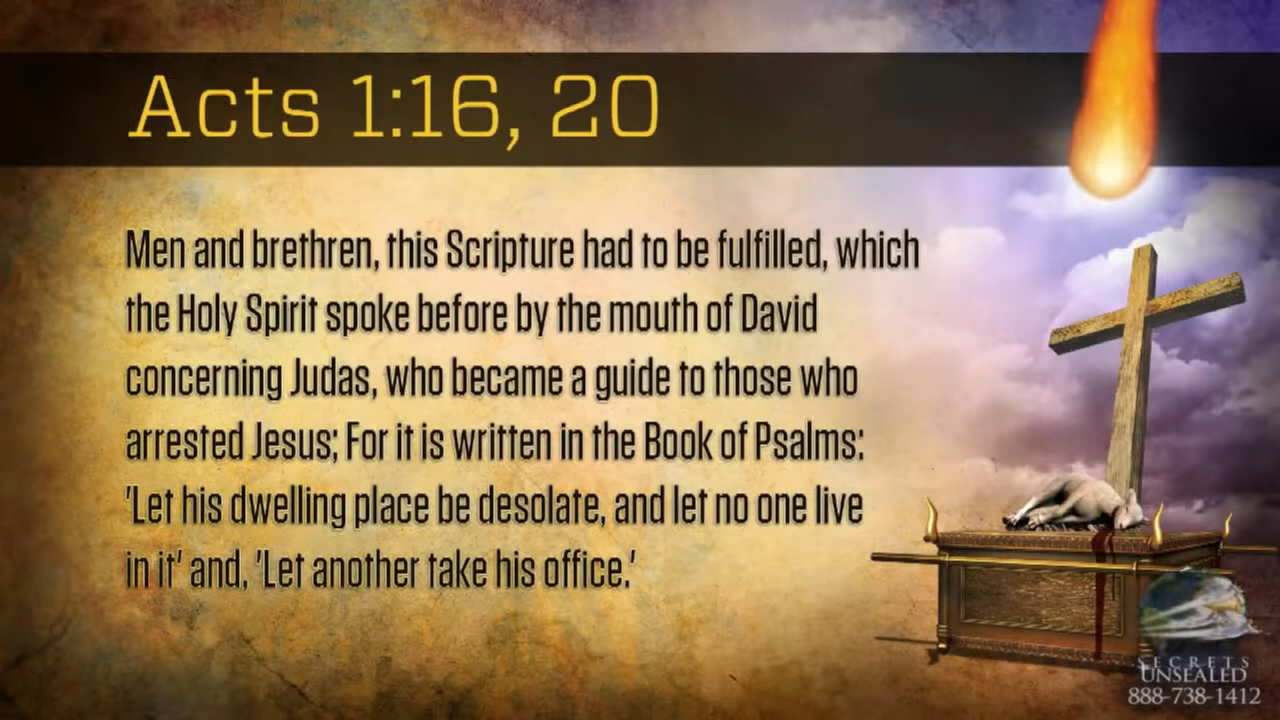 Acts 1:16, 20
Men and brethren, this Scripture had to be fulfilled, which
the Holy Spirit spoke before by the mouth of David
concerning Judas, who became a guide to those who
arrested Jesus; For it is written in the Book of Psalms:
'Let his dwelling place be desolate, and let no one live
in it' and, 'Let another take his office.'
SECRETS
UNSEALED
888-738-1412